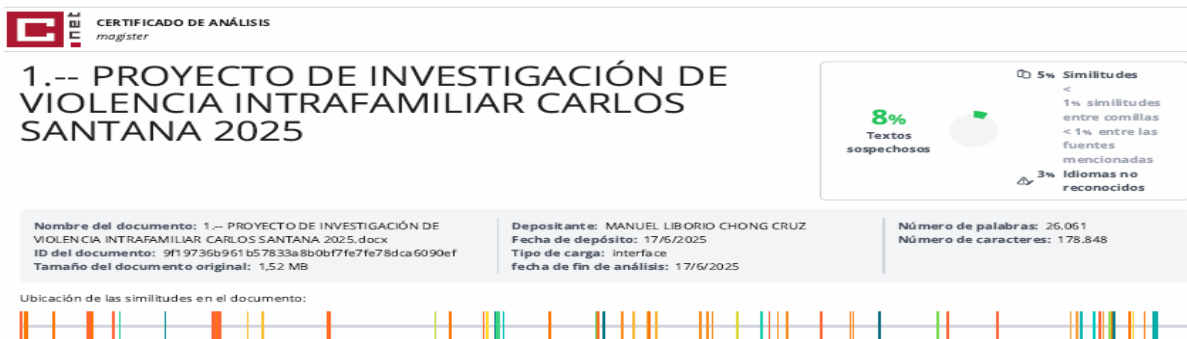 C
.net
CERTIFICADO DE ANÁLISIS
magister
1.-- PROYECTO DE INVESTIGACIÓN DE
VIOLENCIA INTRAFAMILIAR CARLOS
SANTANA 2025
8%
Textos
sospechosos
5% Similitudes
<
1% similitudes
entre comillas
< 1% entre las
fuentes
mencionadas
3% Idiomas no
reconocidos
Nombre del documento: 1.-- PROYECTO DE INVESTIGACIÓN DE
VIOLENCIA INTRAFAMILIAR CARLOS SANTANA 2025.docx
ID del documento: 9f19736b961b57833a8b0bf7fe7fe78dca6090ef
Tamaño del documento original: 1,52 MB
Depositante: MANUEL LIBORIO CHONG CRUZ
Fecha de depósito: 17/6/2025
Tipo de carga: interface
fecha de fin de análisis: 17/6/2025
Número de palabras: 26.061
Número de caracteres: 178.848
Ubicación de las similitudes en el documento: